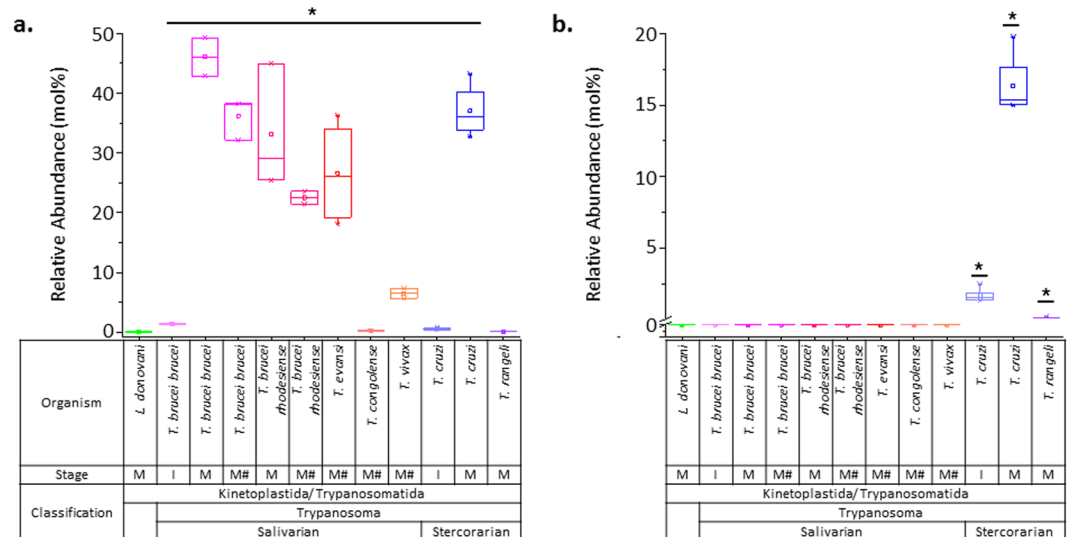 a.
*
Relative Abundance (mol%)
50
40
30
20
10
0
Organism
L. donovani
T. brucei brucei
T. brucei brucei
T. brucei brucei
T. brucei
rhodesiense
T. brucei
rhodesiense
T. evansi
T. congolense
T. vivax
T. cruzi
T. cruzi
T. rangeli
Stage
M I M M# M M# M# M# M# I M M
Classification
Kinetoplastida/Trypanosomatida
Trypanosoma
Salivarian
Stercorarian
b.
*
*
*
Relative Abundance (mol%)
20
15
10
5
0
L. donovani
T. brucei brucei
T. brucei brucei
T. brucei brucei
T. brucei
rhodesiense
T. brucei
rhodesiense
T. evansi
T. congolense
T. vivax
T. cruzi
T. cruzi
T. rangeli
M I M M# M M# M# M# M# I M M
Kinetoplastida/Trypanosomatida
Trypanosoma
Salivarian
Stercorarian